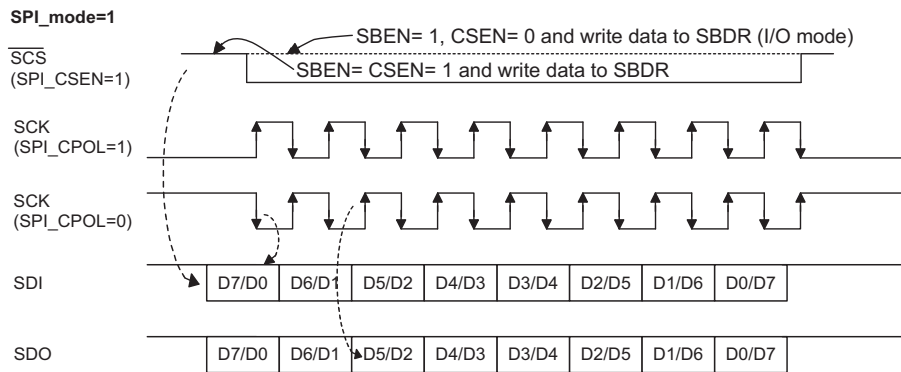 SPI_mode=1
SBEN= 1, CSEN= 0 and write data to SBDR (I/O mode)
SCS
(SPI_CSEN=1)
SBEN= CSEN= 1 and write data to SBDR
SCK
(SPI_CPOL=1)
SCK
(SPI_CPOL=0)
SDI D7/D0 D6/D1 D5/D2 D4/D3 D3/D4 D2/D5 D1/D6 D0/D7
SDO D7/D0 D6/D1 D5/D2 D4/D3 D3/D4 D2/D5 D1/D6 D0/D7